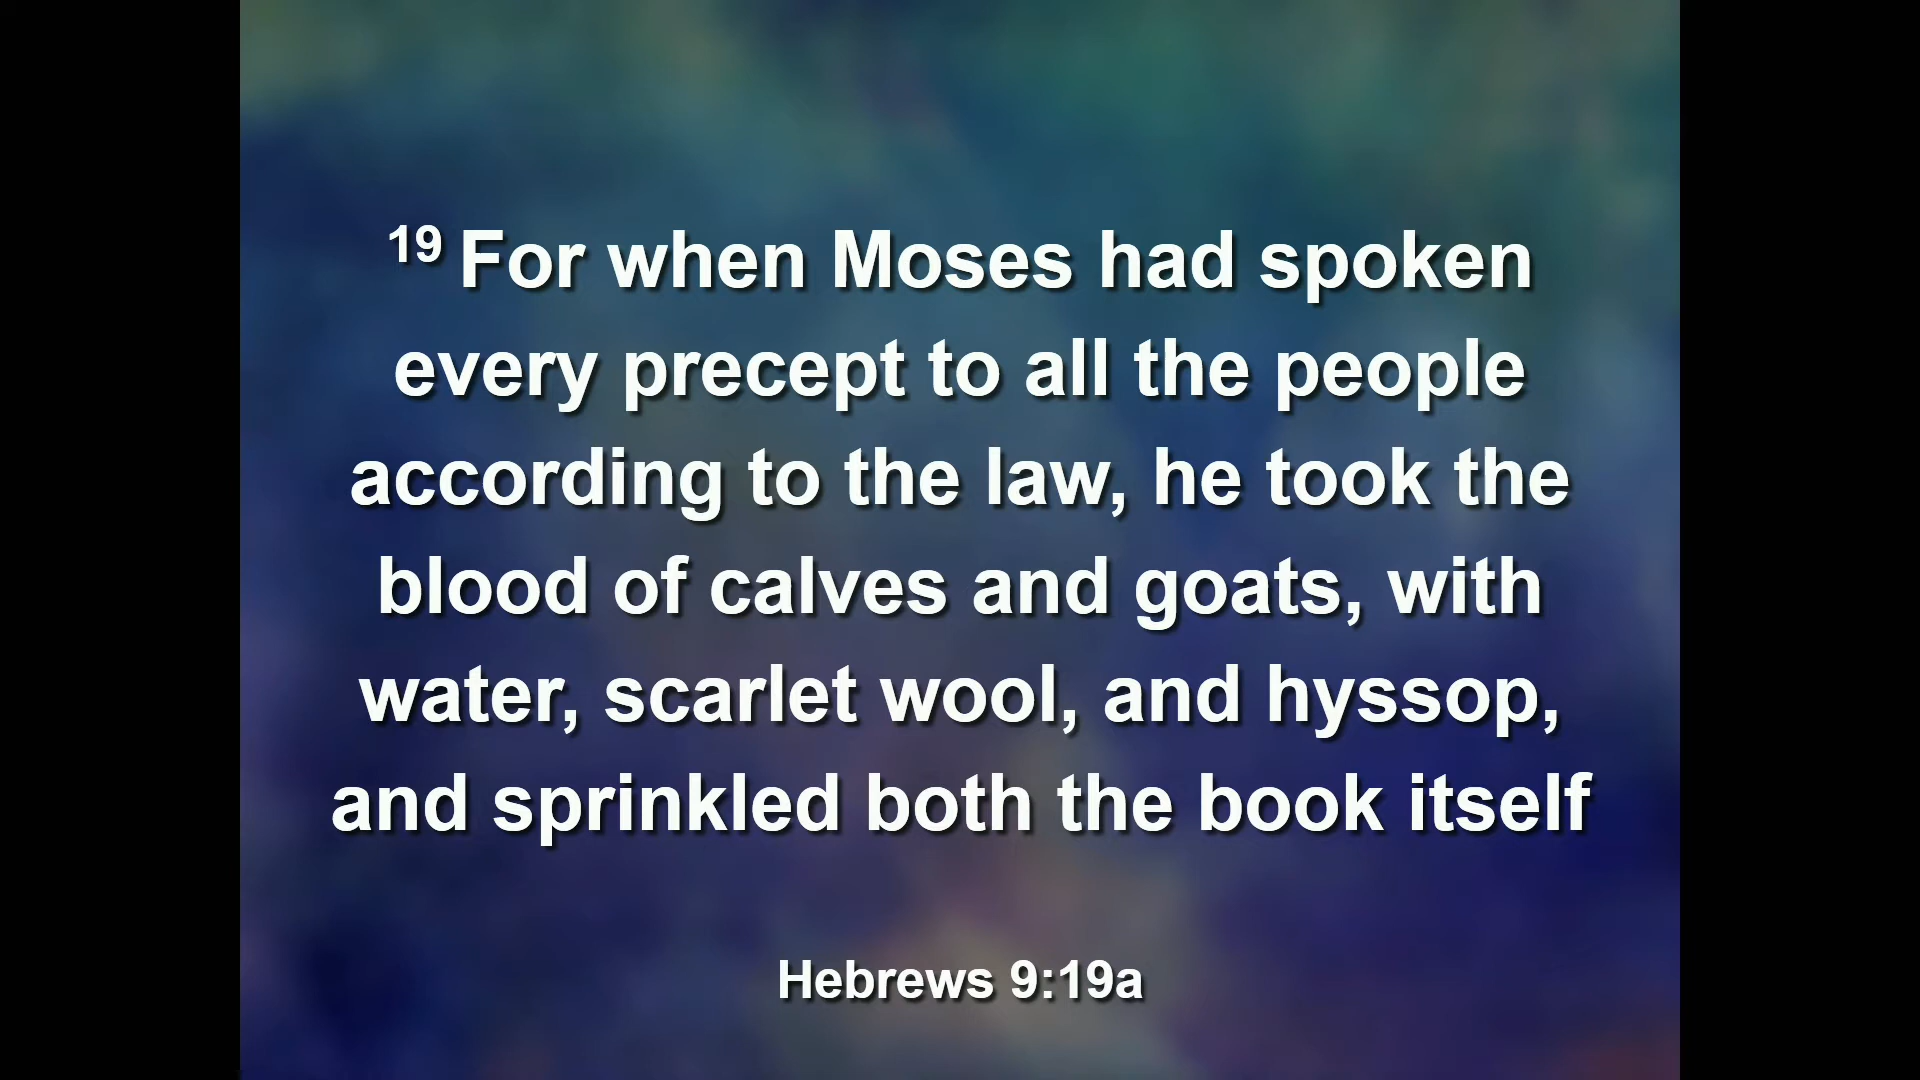 19 For when Moses had spoken
every precept to all the people
according to the law, he took the
blood of calves and goats, with
water, scarlet wool, and hyssop,
and sprinkled both the book itself
Hebrews 9:19a